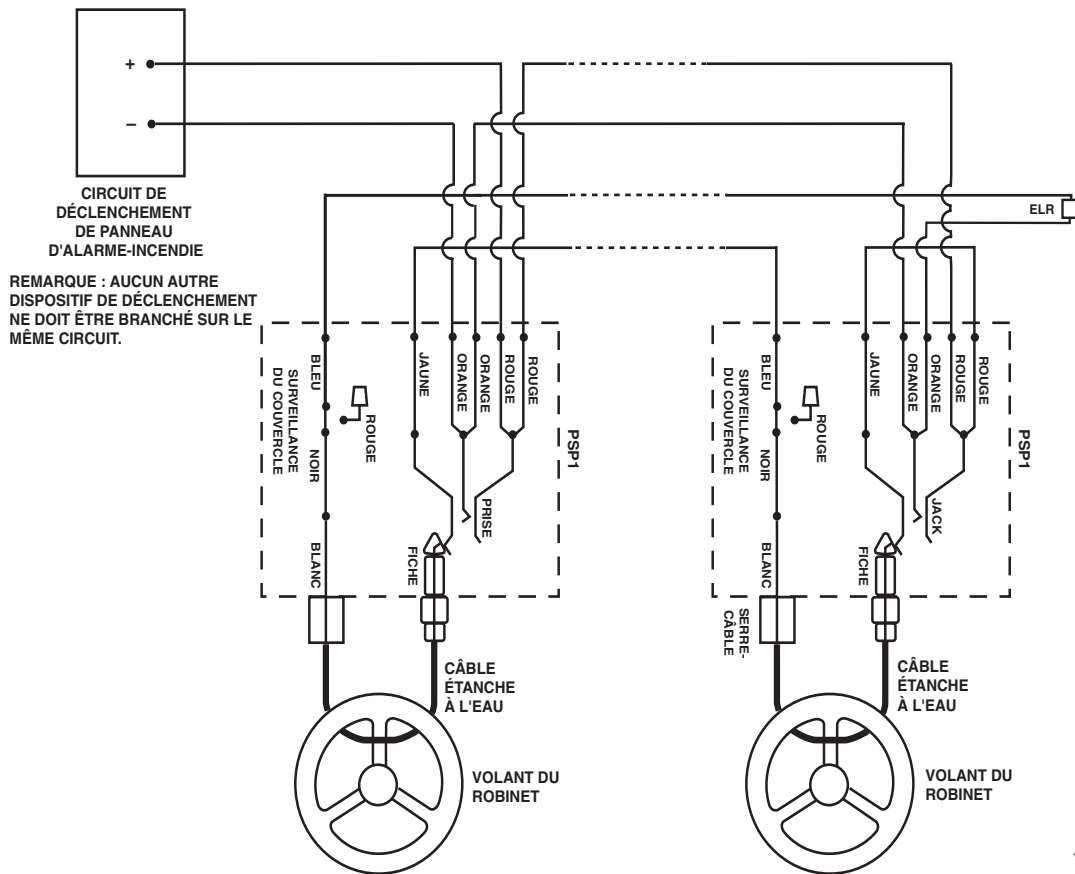 +
–
CIRCUIT DE
DÉCLENCHEMENT
DE PANNEAU
D'ALARME-INCENDIE
REMARQUE : AUCUN AUTRE
DISPOSITIF DE DÉCLENCHEMENT
NE DOIT ÊTRE BRANCHÉ SUR LE
MÊME CIRCUIT.
ELR
BLEU
SURVEILLANCE
DU COUVERCLE
ROUGE
NOIR
BLANC
JAUNE
ORANGE
ORANGE
ROUGE
ROUGE
PRISE
FICHE
PSP1
CÂBLE
ÉTANCHE
À L'EAU
VOLANT DU
ROBINET
BLEU
SURVEILLANCE
DU COUVERCLE
ROUGE
NOIR
BLANC
SERRE-
CÂBLE
JAUNE
ORANGE
ORANGE
ROUGE
ROUGE
JACK
FICHE
PSP1
CÂBLE
ÉTANCHE
À L'EAU
VOLANT DU
ROBINET